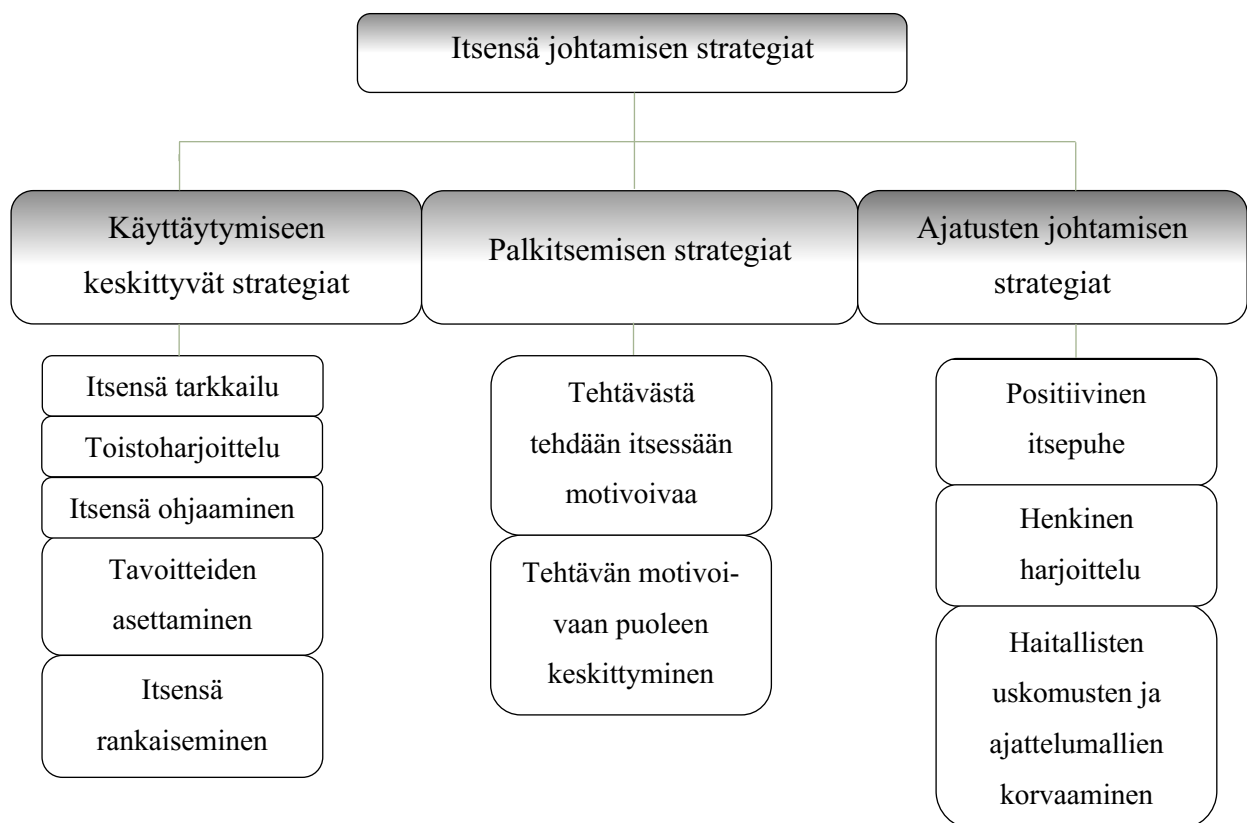 Itsensä johtamisen strategiat
Käyttäytymiseen
keskittyvät strategiat
Itsensä tarkkailu
Toistoharjoittelu
Itsensä ohjaaminen
Tavoitteiden
asettaminen
Itsensä
rankaiseminen
Palkitsemisen strategiat
Tehtävästä
tehdään itsessään
motivoivaa
Tehtävän motivoi-
vaan puoleen
keskittyminen
Ajatusten johtamisen
strategiat
Positiivinen
itsepuhe
Henkinen
harjoittelu
Haitallisten
uskomusten ja
ajattelumallien
korvaaminen